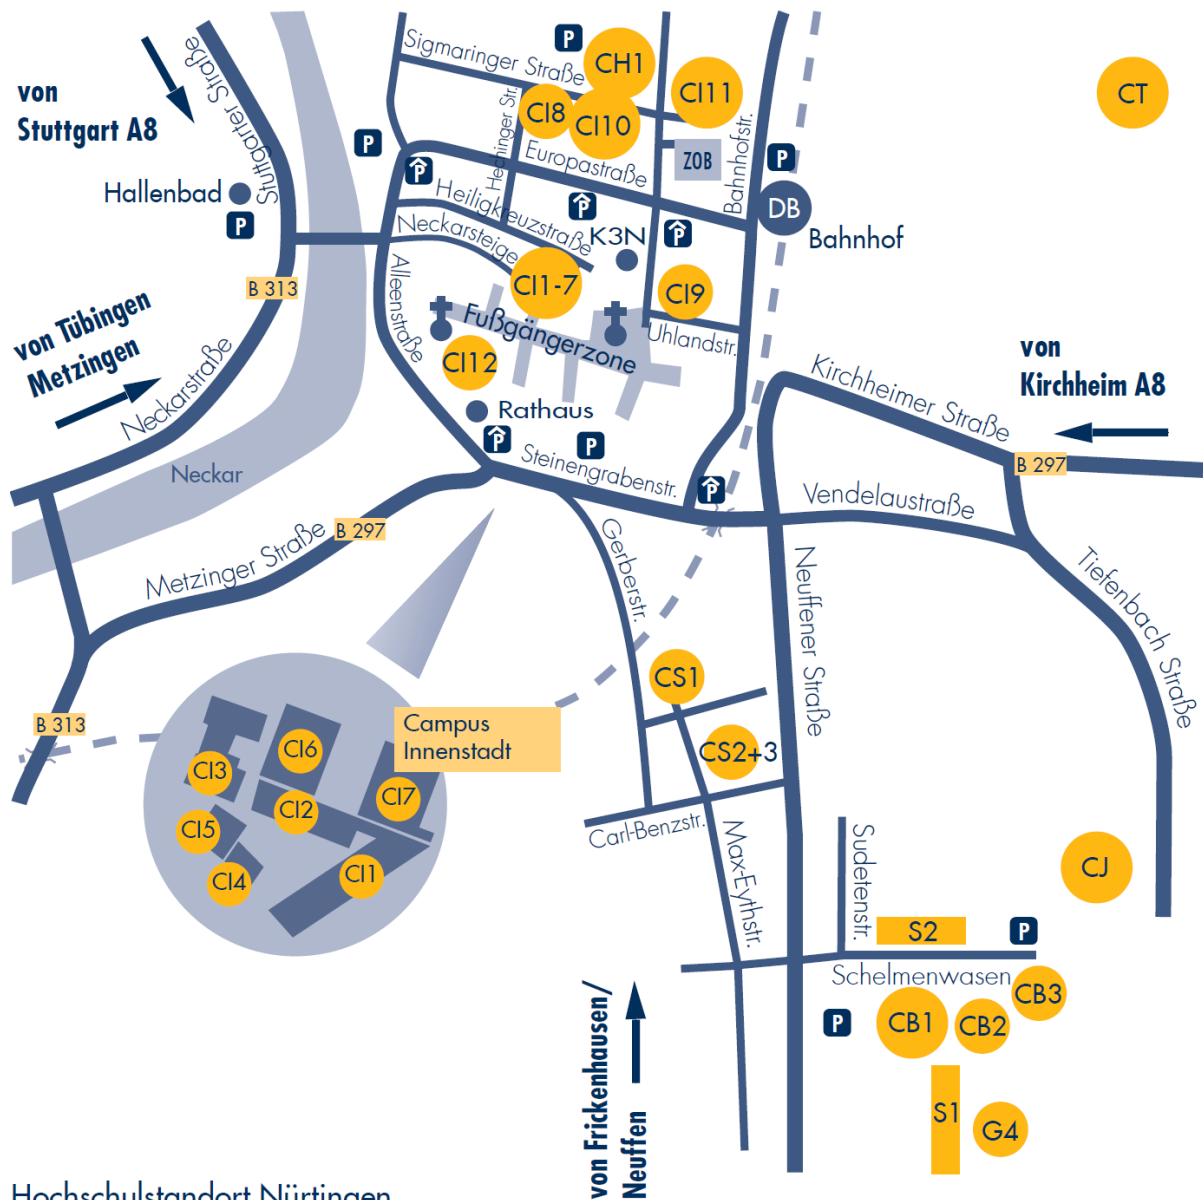 von
Stuttgart A8
Stuttgarter Straße
Stuttgarter Straße
Sigmaringer Straße
P
CH1
CI11
CT
CI8
CI10
Hechinger Str.
Europastraße
ZOB
Bahnhofstr.
P
P
P
Hallenbad
P
Heiligkreuzstraße
P
K3N
P
DB
Bahnhof
Neckarsteige
CI1-7
CI9
B 313
Alleenstraße
Fußgängerzone
Uhlandstr.
von Tübingen
Metzingen
CI12
von
Kirchheim A8
Kirchheimer Straße
Neckarstraße
Rathaus
P
P
Steinengrabenstr.
P
B 297
Neckar
Vendelaustraße
Metzinger Straße
B 297
Gerberstr.
Neuffener Straße
Tiefenbach Straße
CS1
B 313
Campus
Innenstadt
CS2+3
CI6
CI3
CI7
CI2
CI5
CI4
CI1
Carl-Benzstr.
Max-Eythstr.
Sudetenstr.
CJ
S2
P
Schelmenwasen
CB3
P
CB1
CB2
von Frickenhausen/
Neuffen
S1
G4
Hochschulstandort Nürtingen